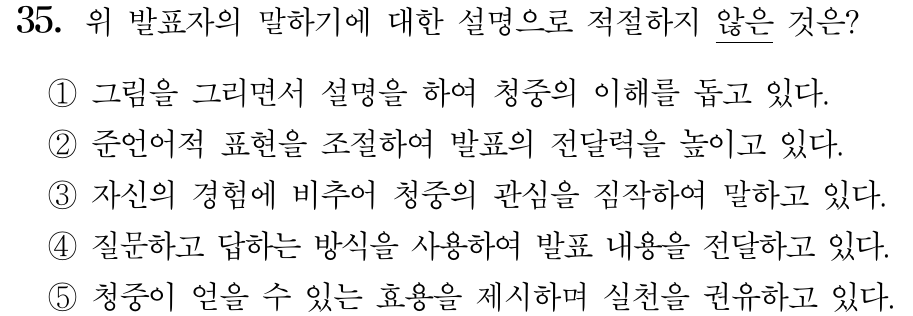 35. 위 발표자의 말하기에 대한 설명으로 적절하지 않은 것은?
① 그림을 그리면서 설명을 하여 청중의 이해를 돕고 있다.
② 준언어적 표현을 조절하여 발표의 전달력을 높이고 있다.
③ 자신의 경험에 비추어 청중의 관심을 짐작하여 말하고 있다.
④ 질문하고 답하는 방식을 사용하여 발표 내용을 전달하고 있다.
⑤ 청중이 얻을 수 있는 효용을 제시하며 실천을 권유하고 있다.